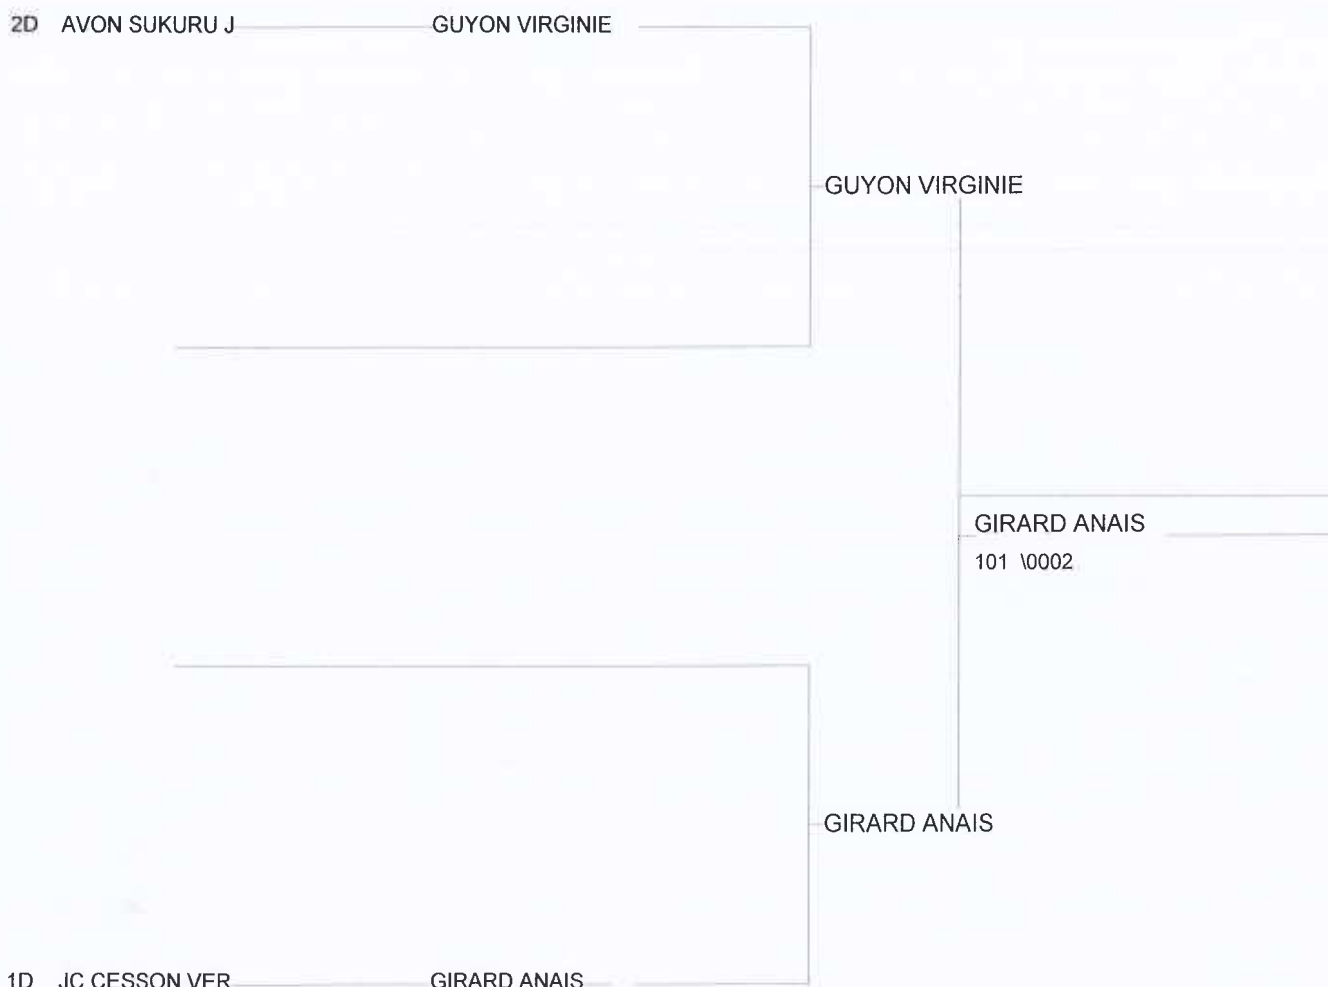 2D AVON SUKURU J GUYON VIRGINIE
GUYON VIRGINIE
GIRARD ANAIS
101 \0002
GIRARD ANAIS
1D JC CESSON VER GIRARD ANAIS